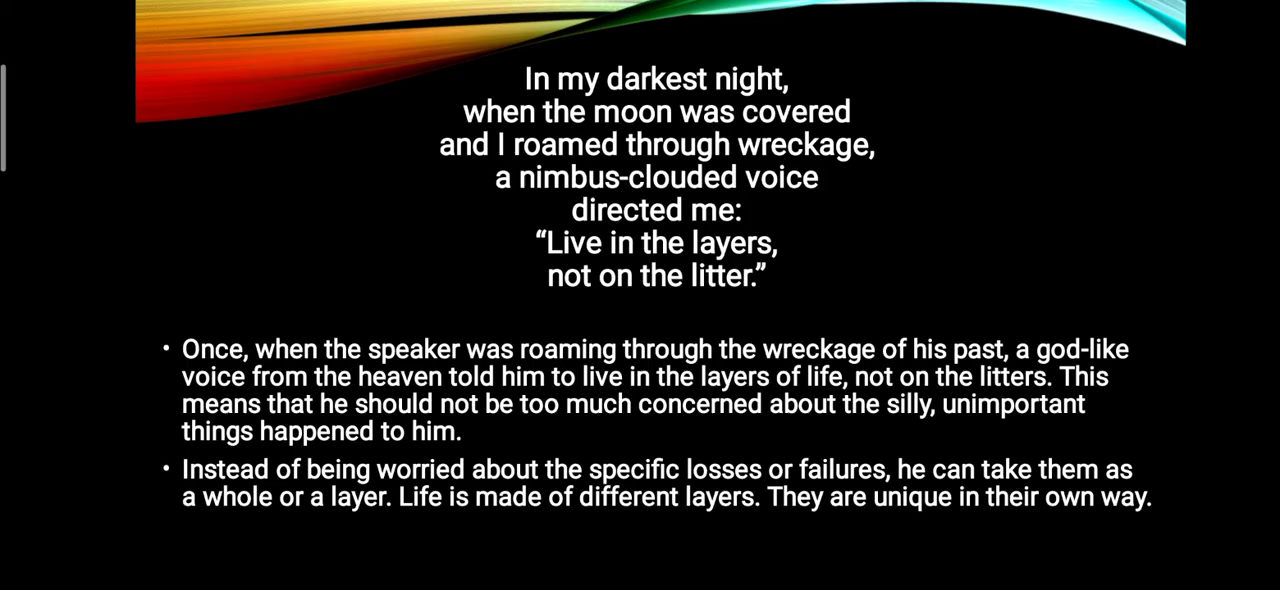 In my darkest night,
when the moon was covered
and I roamed through wreckage,
a nimbus-clouded voice
directed me:
“Live in the layers,
not on the litter.”
• Once, when the speaker was roaming through the wreckage of his past, a god-like
voice from the heaven told him to live in the layers of life, not on the litters. This
means that he should not be too much concerned about the silly, unimportant
things happened to him.
• Instead of being worried about the specific losses or failures, he can take them as
a whole or a layer. Life is made of different layers. They are unique in their own way.